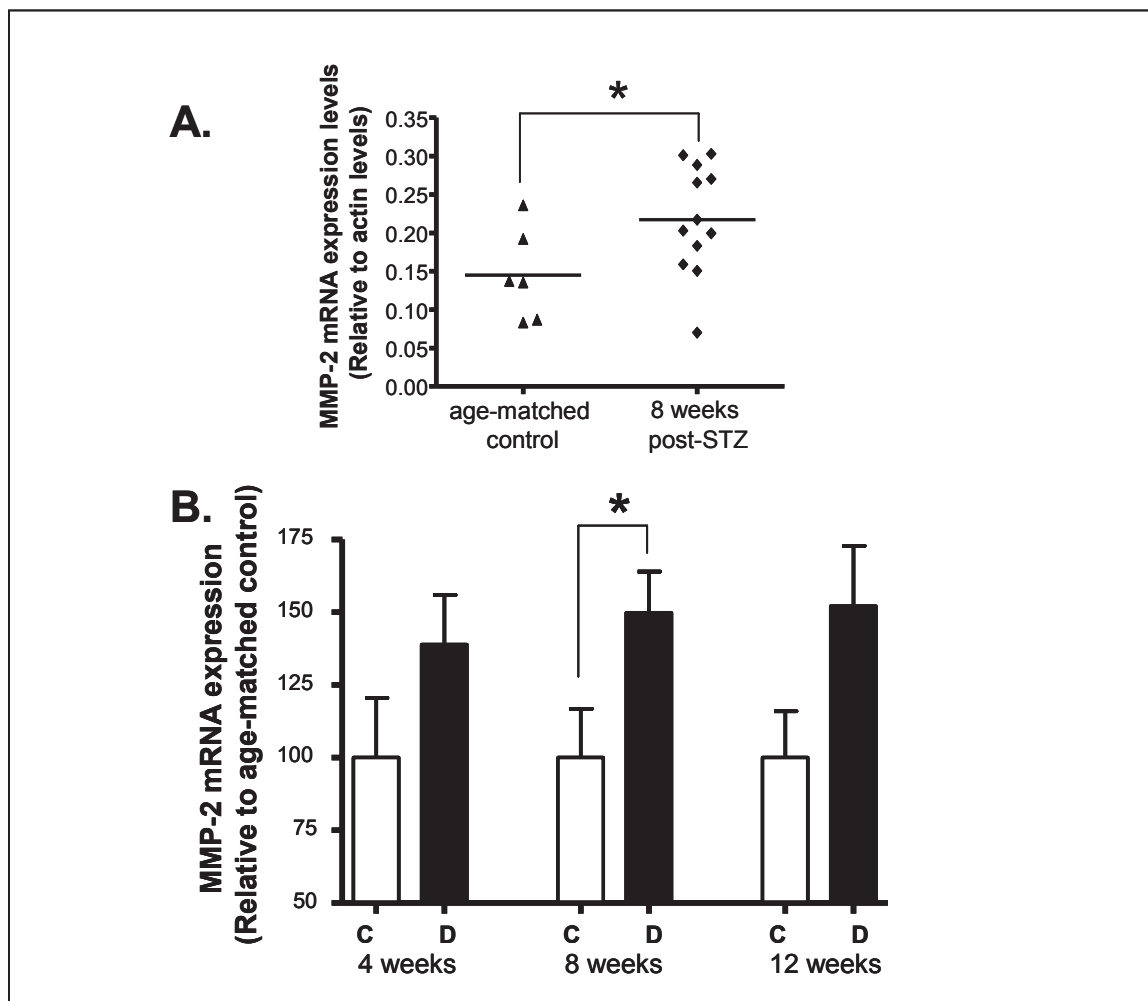 A.
MMP-2 mRNA expression levels
(Relative to actin levels)
*
0.35
0.30
0.25
0.20
0.15
0.10
0.05
0.00
age-matched
control
8 weeks
post-STZ
B.
MMP-2 mRNA expression
(Relative to age-matched control)
*
175
150
125
100
75
50
C D C D C D
4 weeks 8 weeks 12 weeks